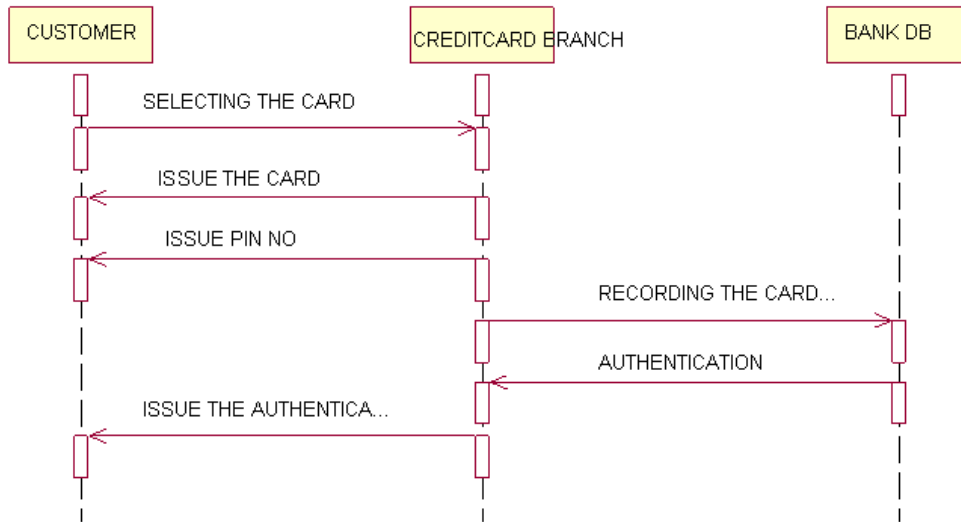 CUSTOMER
CREDITCARD BRANCH
BANK DB
SELECTING THE CARD
ISSUE THE CARD
ISSUE PIN NO
RECORDING THE CARD...
AUTHENTICATION
ISSUE THE AUTHENTICA...